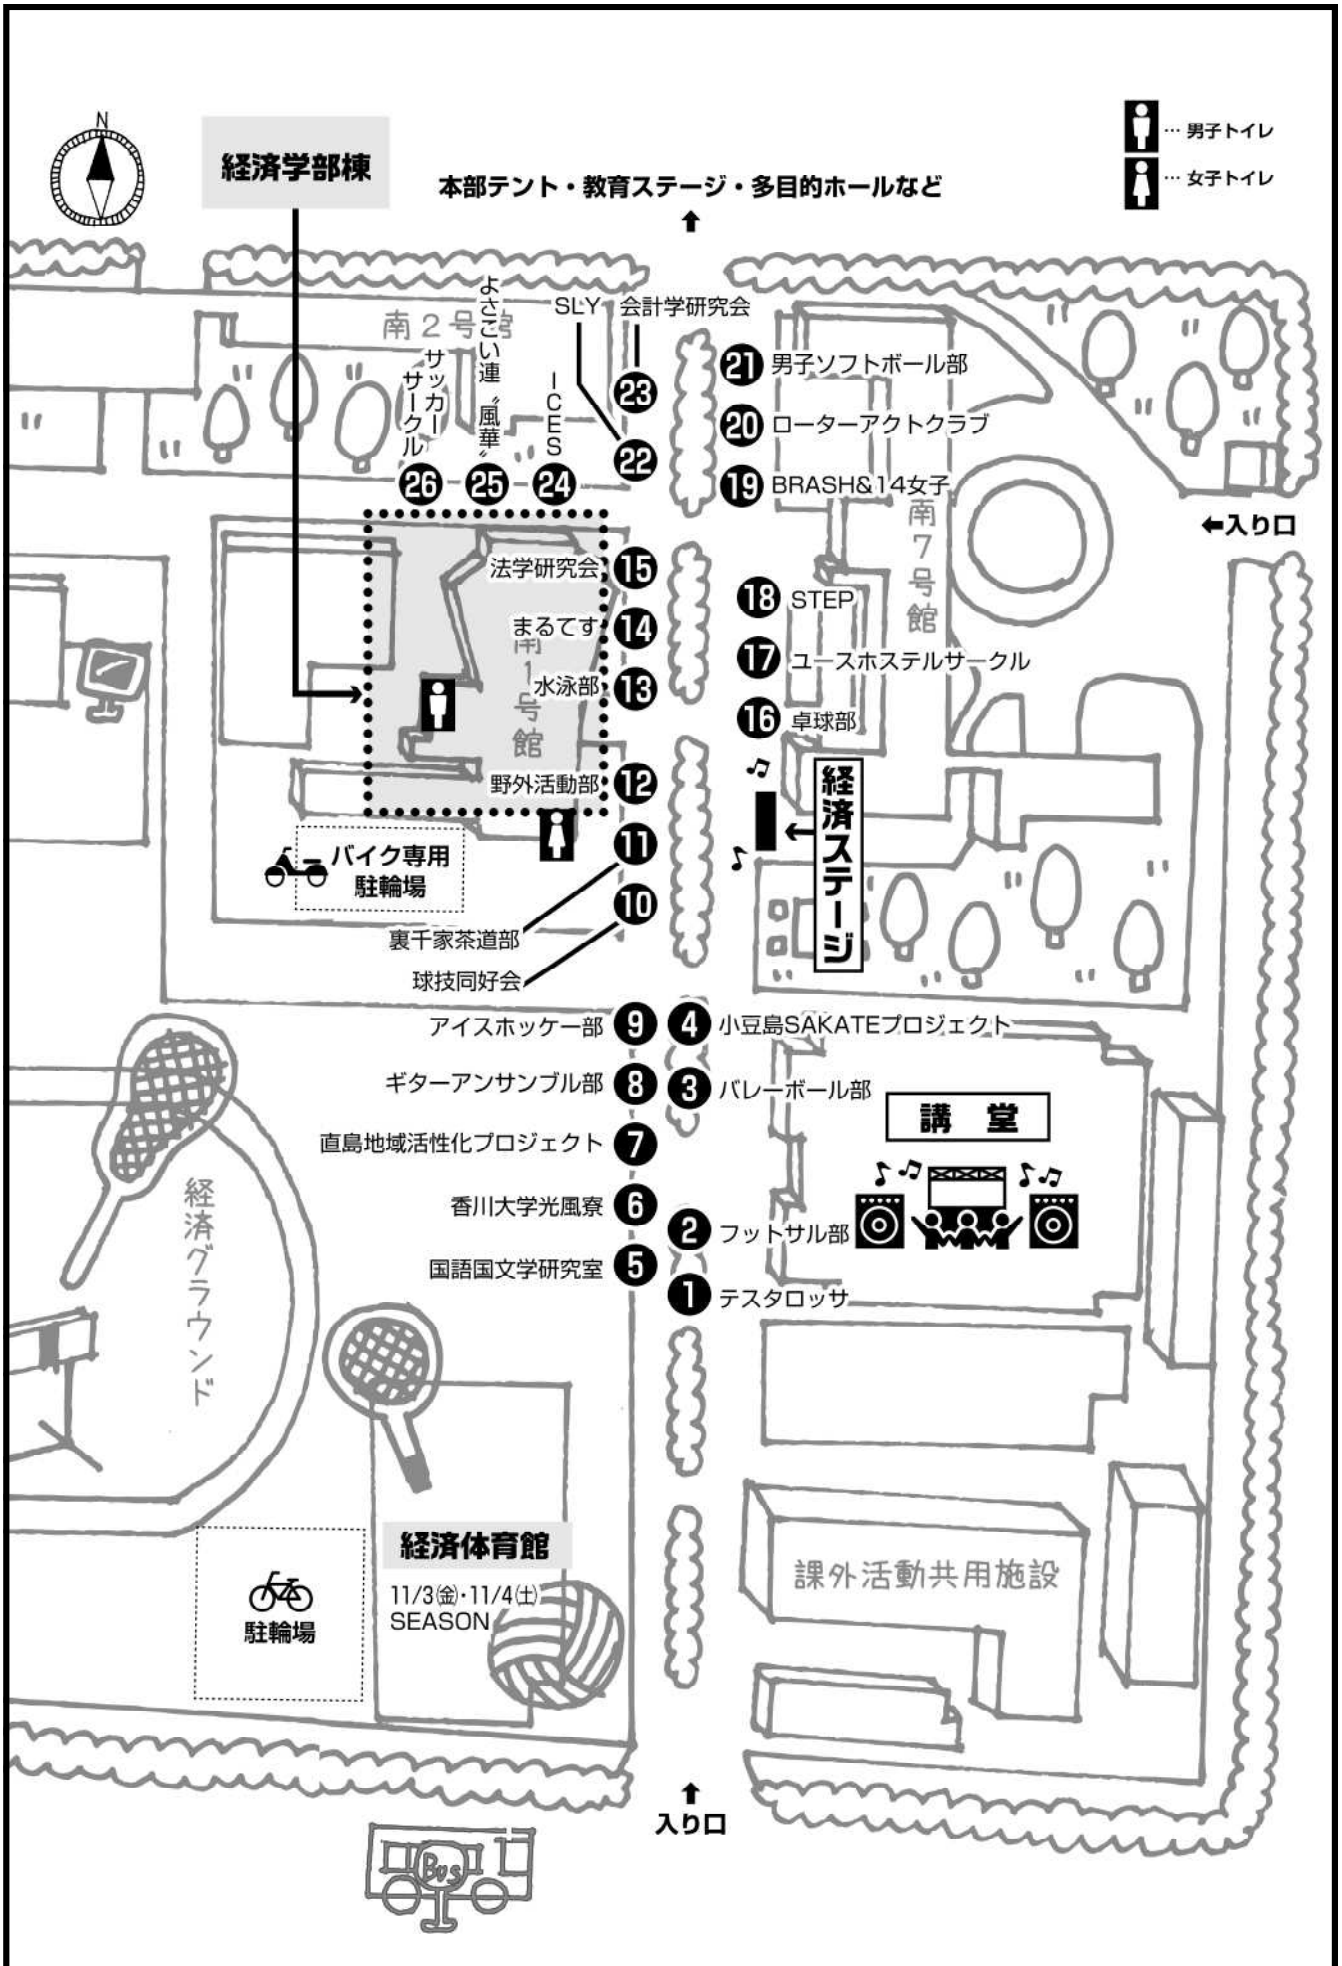 N
経済学部棟
… 男子トイレ
… 女子トイレ
本部テント・教育ステージ・多目的ホールなど
↑
南2号館
よさこい連〝風華〟
サッカー
サークル
ICES
SLY
会計学研究会
23
22
26
25
24
21 男子ソフトボール部
20 ローターアクトクラブ
19 BRASH&14女子
南7号館
←入り口
法学研究会 15
まるてす 14
水泳部 13
南1号館
野外活動部 12
11
10
18 STEP
17 ユースホステルサークル
16 卓球部
経済ステージ
バイク専用
駐輪場
裏千家茶道部
球技同好会
アイスホッケー部 9
ギターアンサンブル部 8
直島地域活性化プロジェクト 7
香川大学光風寮 6
国語国文学研究室 5
4 小豆島SAKATEプロジェクト
3 バレーボール部
2 フットサル部
1 テスタロッサ
講堂
経済グラウンド
経済体育館
11/3㈮・11/4㈯
SEASON
駐輪場
課外活動共用施設
↑
入り口
Bus